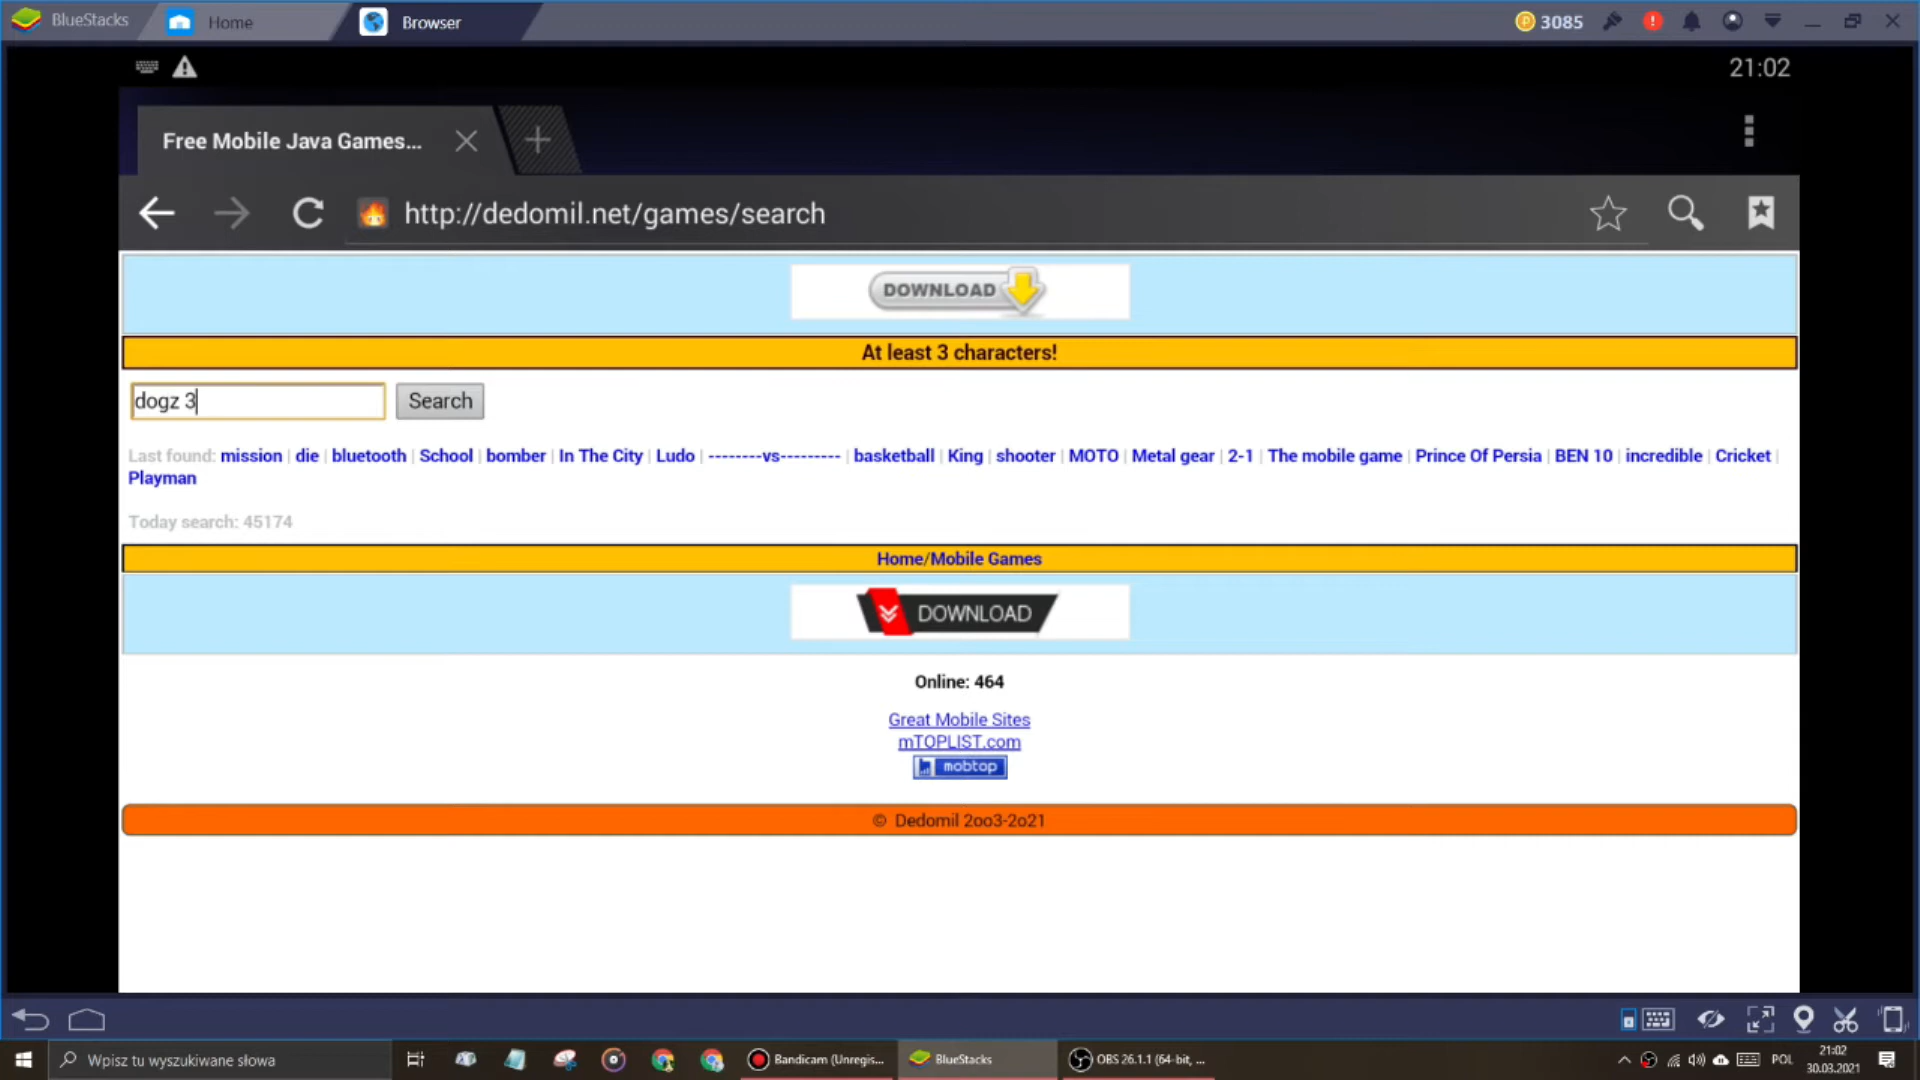 BlueStacks Home Browser 3085
21:02
Free Mobile Java Games...
http://dedomil.net/games/search
DOWNLOAD
At least 3 characters!
dogz 3 Search
Last found: mission | die | bluetooth | School | bomber | In The City | Ludo | --------vs--------- | basketball | King | shooter | MOTO | Metal gear | 2-1 | The mobile game | Prince Of Persia | BEN 10 | incredible | Cricket |
Playman
Today search: 45174
Home/Mobile Games
DOWNLOAD
Online: 464
Great Mobile Sites
mTOPLIST.com
mobtop
© Dedomil 2oo3-2o21
Wpisz tu wyszukiwane słowa Bandicam (Unregis... BlueStacks OBS 26.1.1 (64-bit, ... POL 21:02
30.03.2021